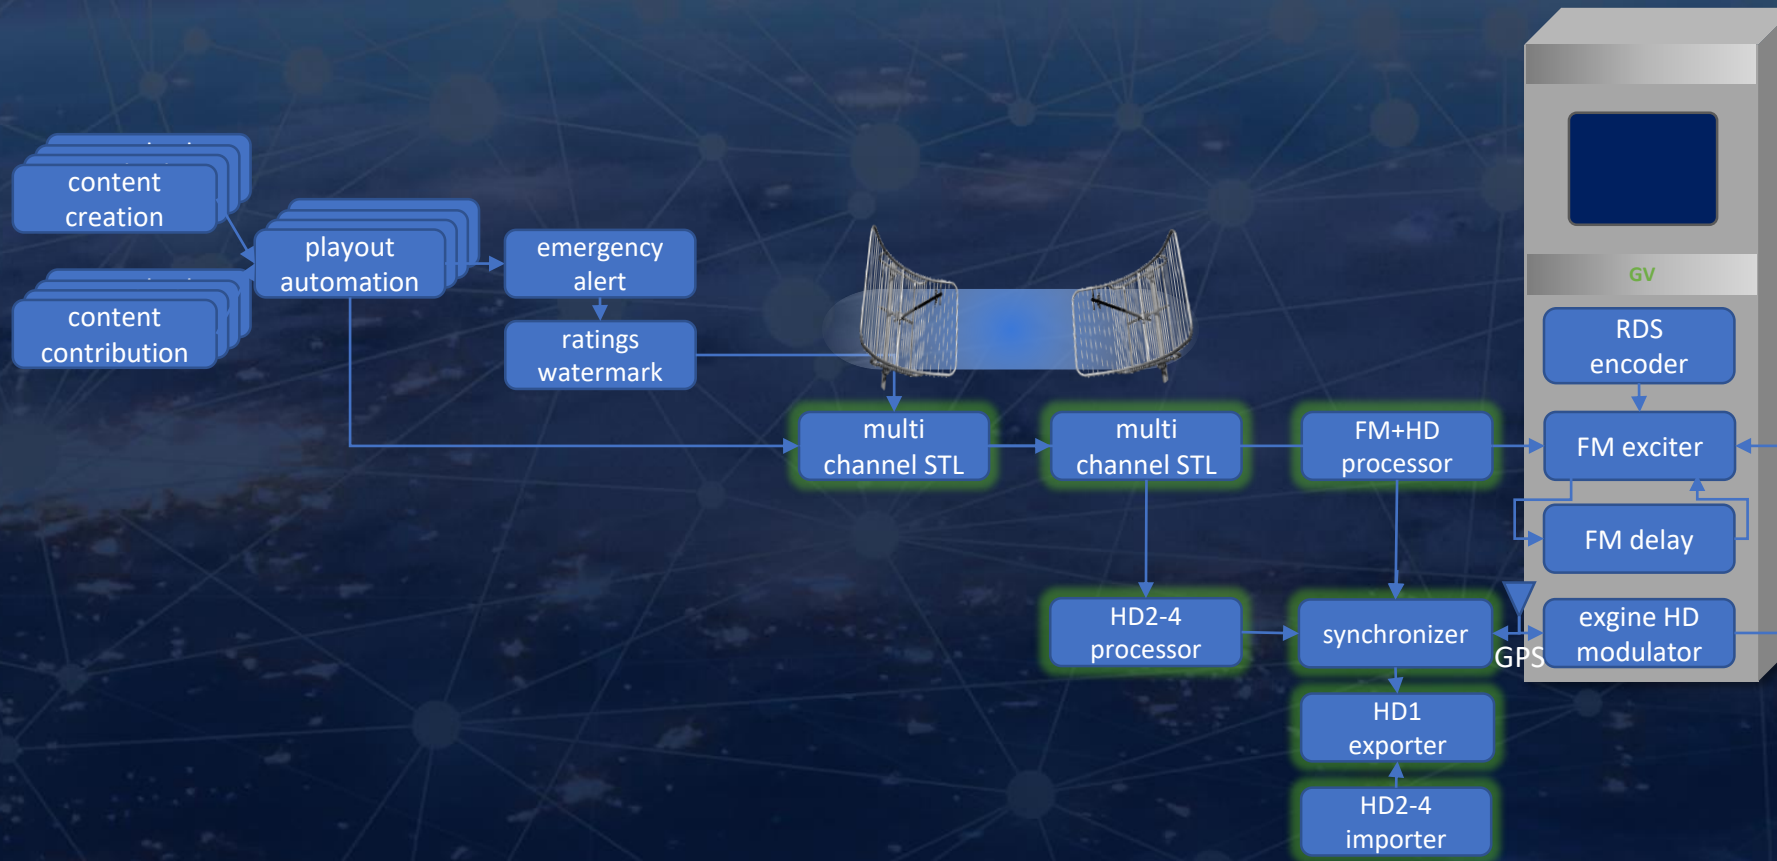 content
creation
content
contribution
playout
automation
emergency
alert
ratings
watermark
multi
channel STL
multi
channel STL
FM+HD
processor
GV
RDS
encoder
FM exciter
FM delay
HD2-4
processor
synchronizer
GPS
exgine HD
modulator
HD1
exporter
HD2-4
importer